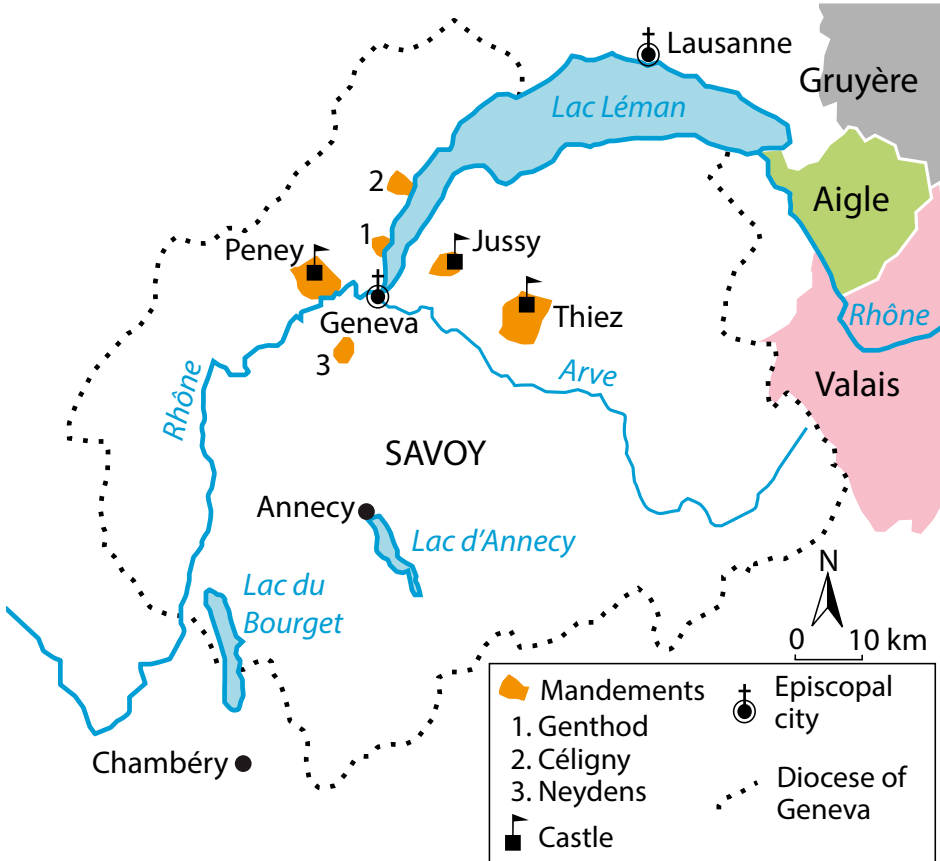 Lausanne
Gruyère
Lac Léman
2
Aigle
1
Jussy
Peney
Geneva
Thiez
Rhône
3
Arve
Valais
Rhône
SAVOY
Annecy
Lac d'Annecy
Lac du
Bourget
N
0 10 km
Chambéry
Mandements
1. Genthod
2. Céligny
3. Neydens
Castle
Episcopal
city
Diocese of
Geneva